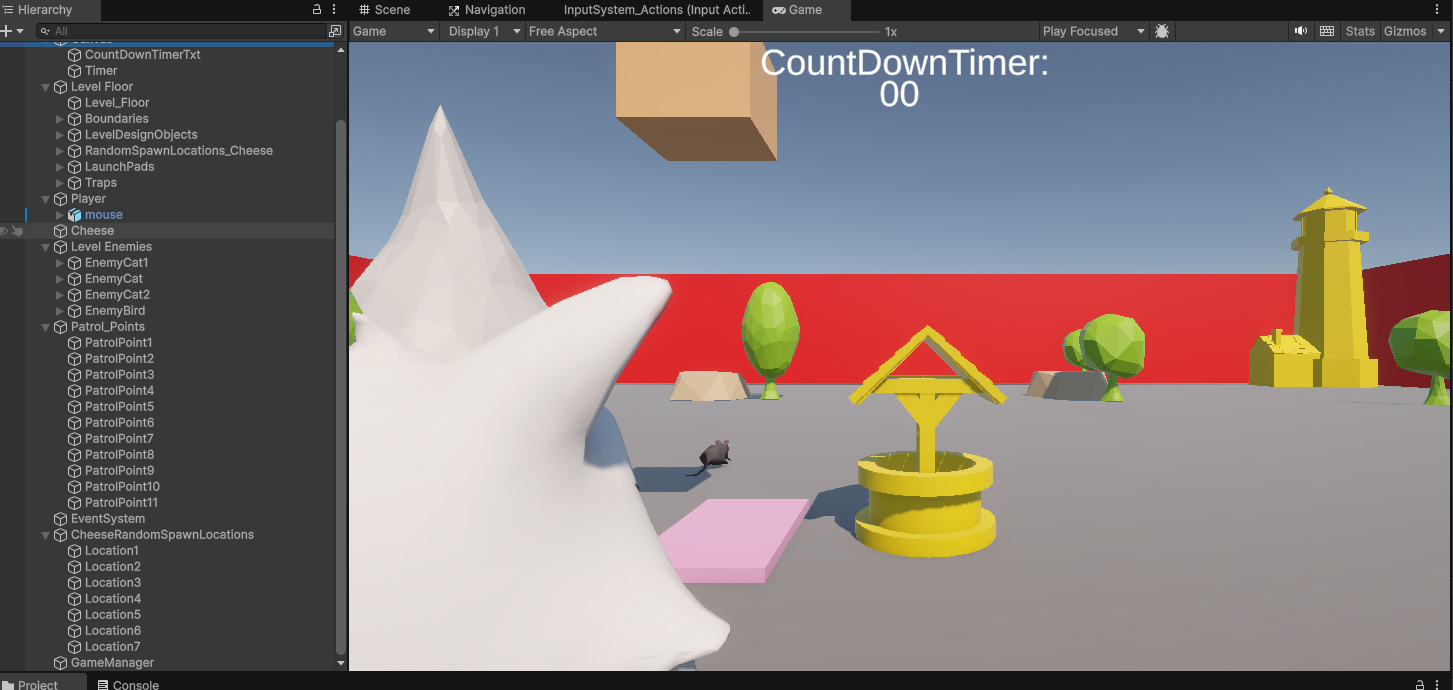 Hierarchy
Scene
Navigation
InputSystem_Actions (Input Acti..
Game
All
Game
Display 1
Free Aspect
Scale
1x
Play Focused
Stats
Gizmos
CountDownTimerTxt
Timer
Level Floor
Level_Floor
Boundaries
LevelDesignObjects
RandomSpawnLocations_Cheese
LaunchPads
Traps
Player
mouse
Cheese
Level Enemies
EnemyCat1
EnemyCat
EnemyCat2
EnemyBird
Patrol_Points
PatrolPoint1
PatrolPoint2
PatrolPoint3
PatrolPoint4
PatrolPoint5
PatrolPoint6
PatrolPoint7
PatrolPoint8
PatrolPoint9
PatrolPoint10
PatrolPoint11
EventSystem
CheeseRandomSpawnLocations
Location1
Location2
Location3
Location4
Location5
Location6
Location7
GameManager
CountDownTimer:
00
Project
Console